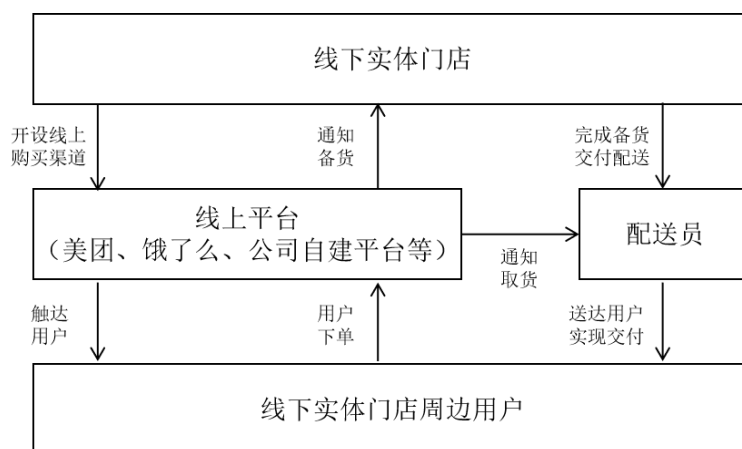 线下实体门店
开设线上
购买渠道
通知
备货
完成备货
交付配送
线上平台
（美团、饿了么、公司自建平台等）
配送员
通知
取货
触达
用户
用户
下单
送达用户
实现交付
线下实体门店周边用户